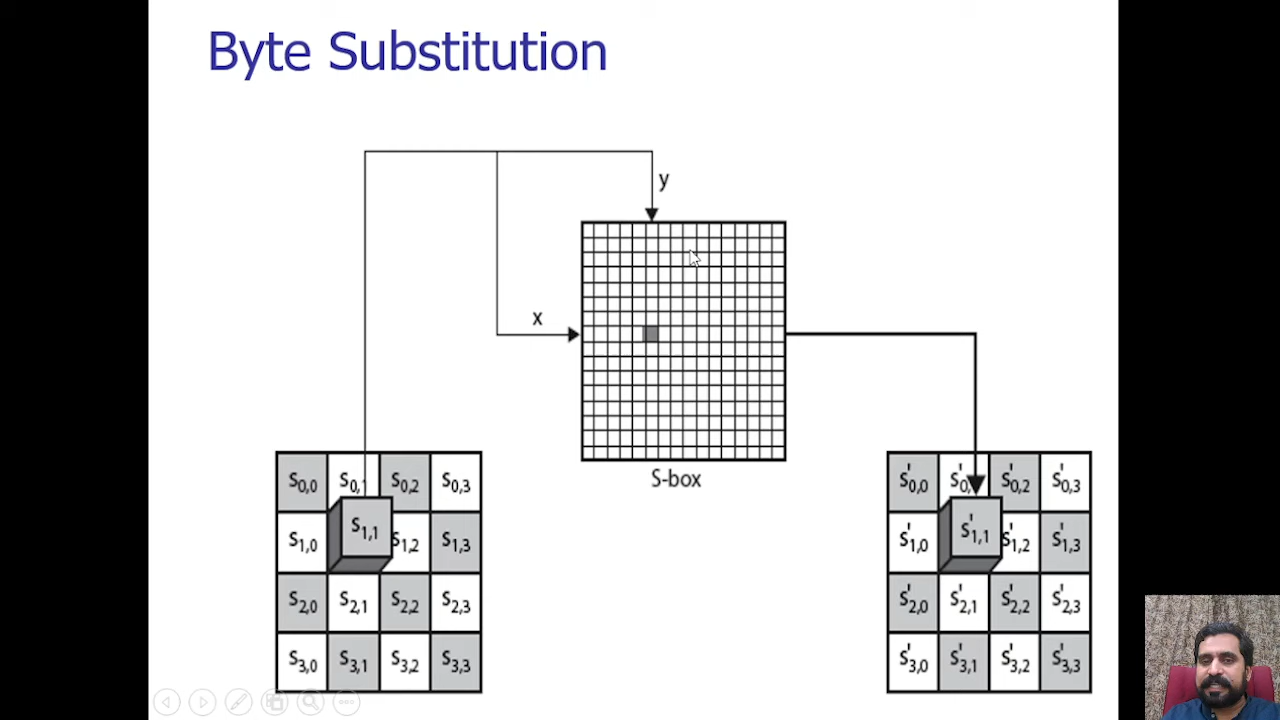 Byte Substitution
y
x
S-box
S0,0 S0,1 S0,2 S0,3
S1,0 S1,1 S1,2 S1,3
S2,0 S2,1 S2,2 S2,3
S3,0 S3,1 S3,2 S3,3
S'0,0 S'0, S'0,2 S'0,3
S'1,0 S'1,1 S'1,2 S'1,3
S'2,0 S'2,1 S'2,2 S'2,3
S'3,0 S'3,1 S'3,2 S'3,3